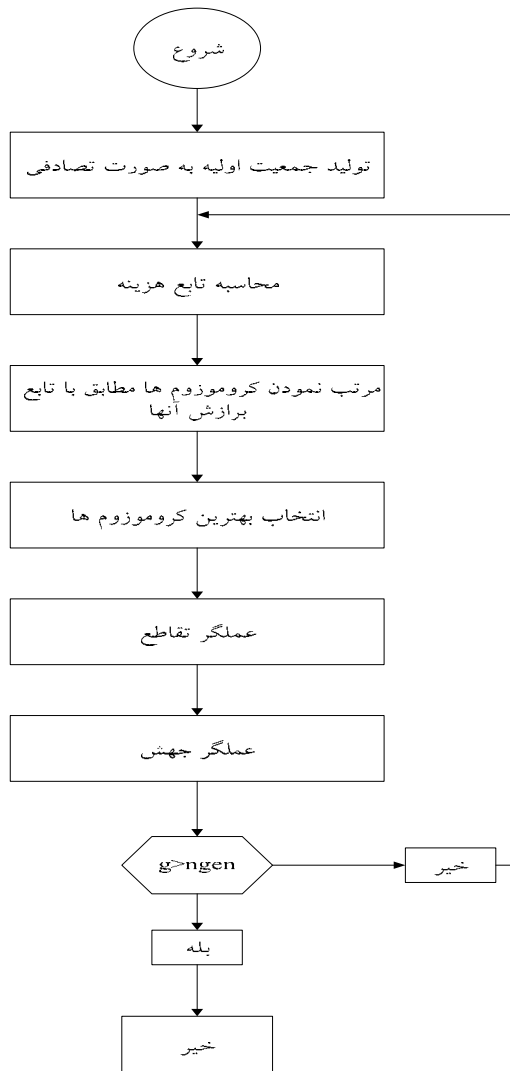 شروع
تولید جمعیت اولیه به صورت تصادفی
محاسبه تابع هزینه
مرتب نمودن کروموزوم ها مطابق با تابع
برازش آنها
انتخاب بهترین کروموزوم ها
عملگر تقاطع
عملگر جهش
g>ngen
خیر
بله
خیر